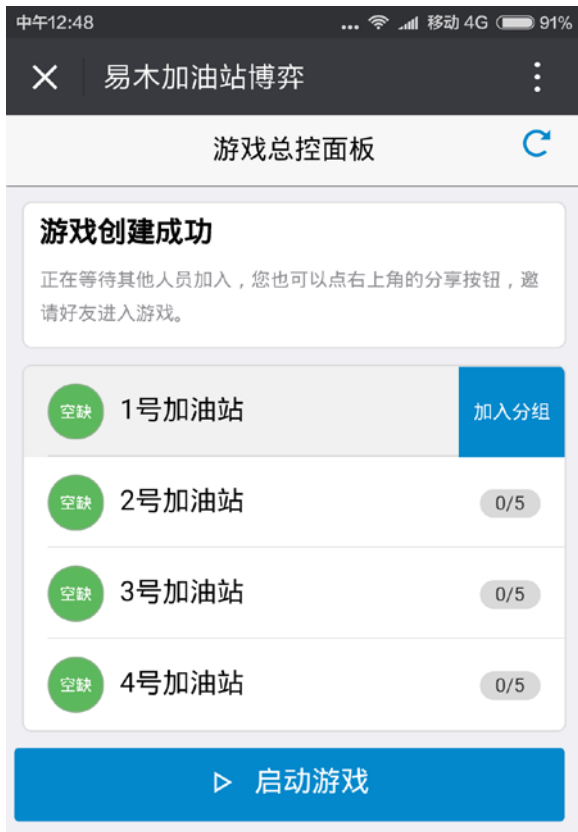 中午12:48 ... 移动 4G 91%
易木加油站博弈
游戏总控面板
游戏创建成功
正在等待其他人员加入，您也可以点右上角的分享按钮，邀
请好友进入游戏。
空缺 1号加油站 加入分组
空缺 2号加油站 0/5
空缺 3号加油站 0/5
空缺 4号加油站 0/5
启动游戏